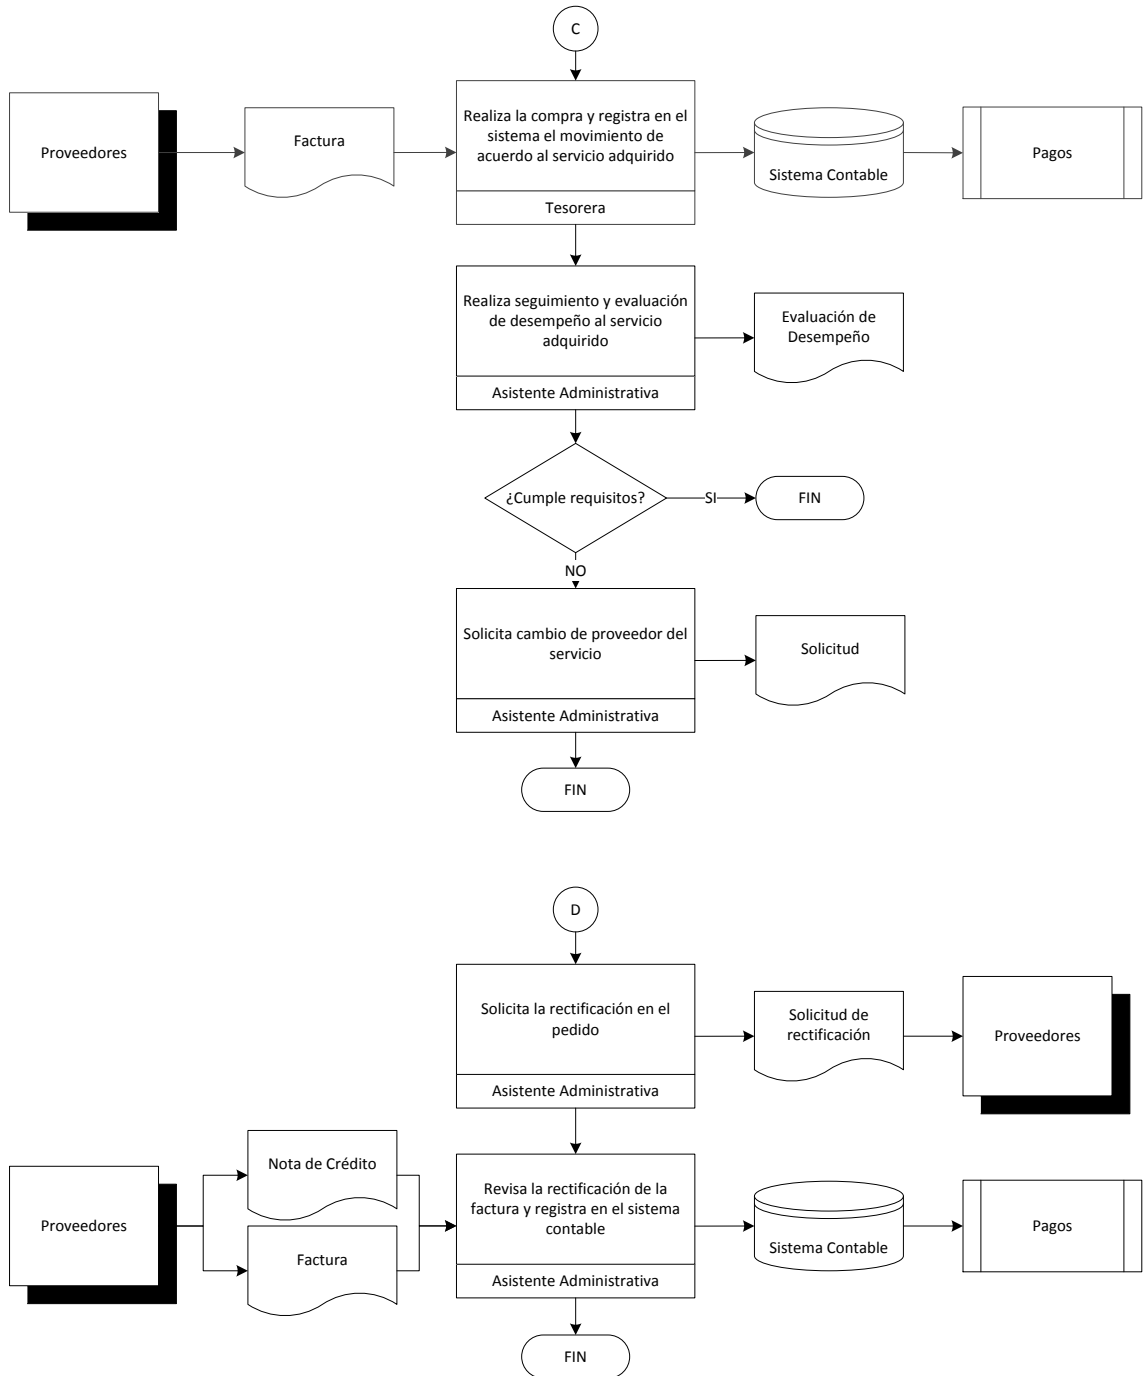 C
Proveedores
Factura
Realiza la compra y registra en el
sistema el movimiento de
acuerdo al servicio adquirido
Tesorera
Sistema Contable
Pagos
Realiza seguimiento y evaluación
de desempeño al servicio
adquirido
Asistente Administrativa
Evaluación de
Desempeño
¿Cumple requisitos?
SI
FIN
NO
Solicita cambio de proveedor del
servicio
Asistente Administrativa
Solicitud
FIN
D
Solicita la rectificación en el
pedido
Asistente Administrativa
Solicitud de
rectificación
Proveedores
Proveedores
Nota de Crédito
Factura
Revisa la rectificación de la
factura y registra en el sistema
contable
Asistente Administrativa
Sistema Contable
Pagos
FIN